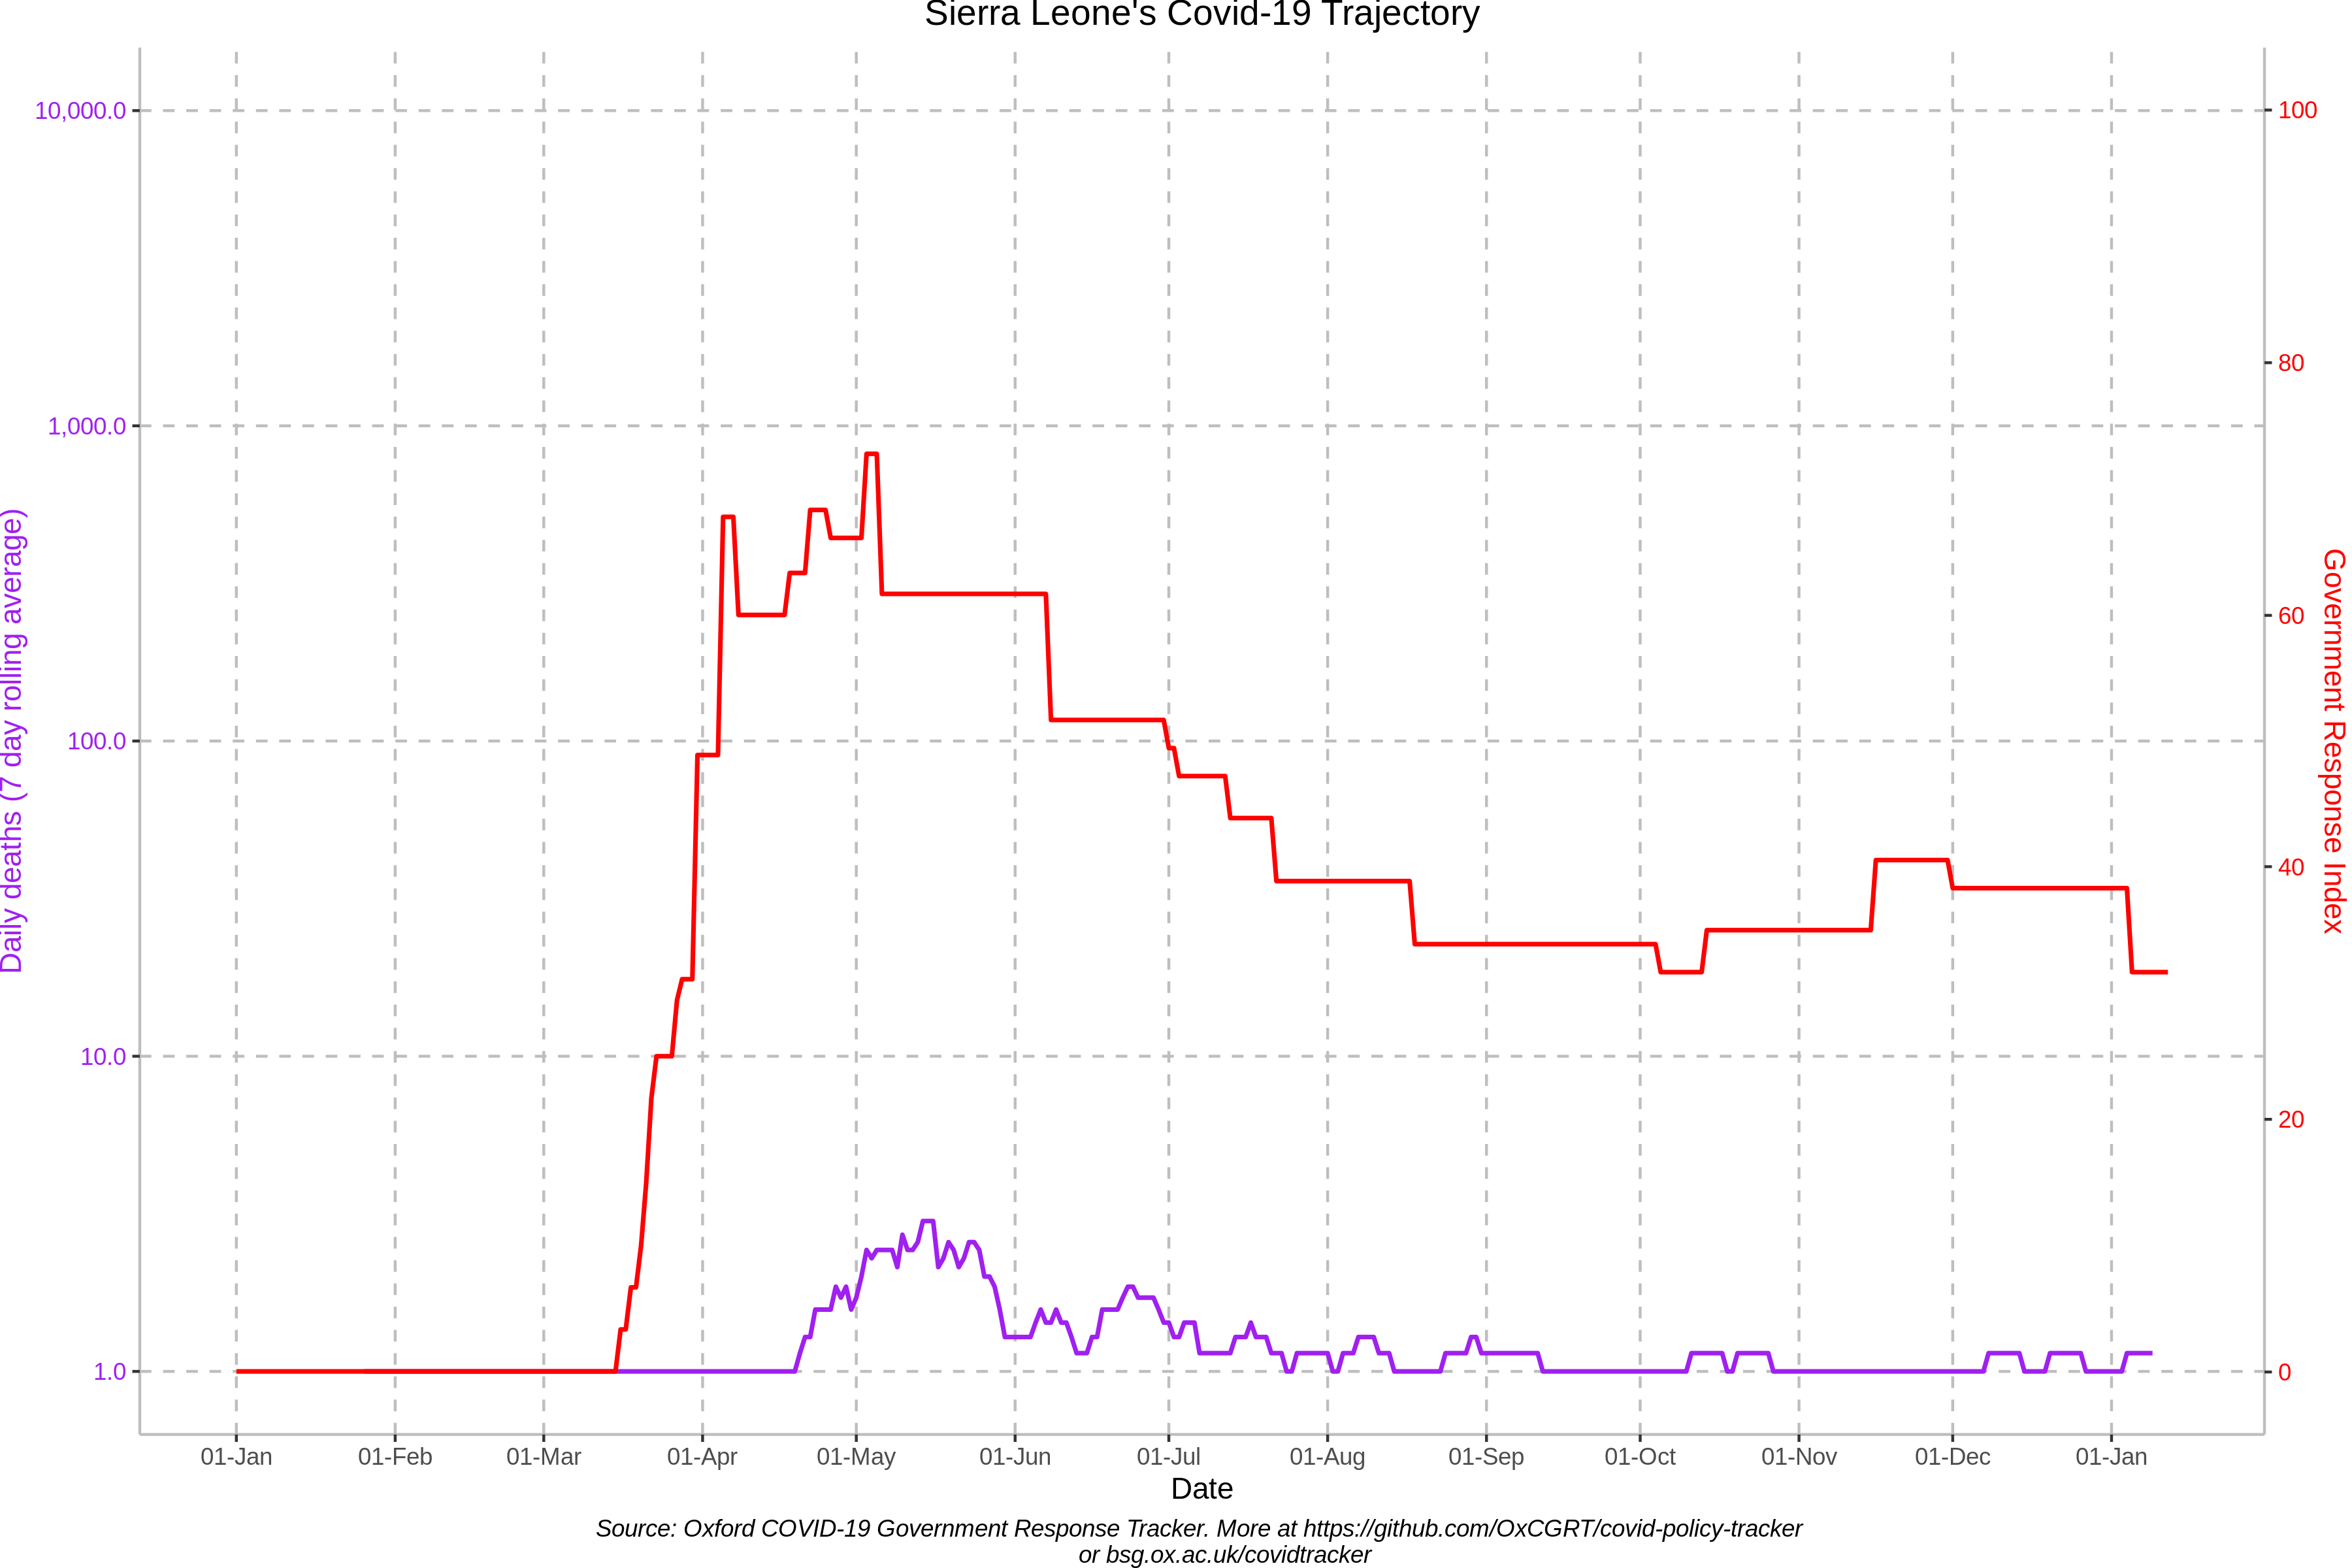 Sierra Leone's Covid-19 Trajectory
10,000.0
1,000.0
100.0
10.0
1.0
Daily deaths (7 day rolling average)
100
80
60
40
20
0
Government Response Index
01-Jan 01-Feb 01-Mar 01-Apr 01-May 01-Jun 01-Jul 01-Aug 01-Sep 01-Oct 01-Nov 01-Dec 01-Jan
Date
Source: Oxford COVID-19 Government Response Tracker. More at https://github.com/OxCGRT/covid-policy-tracker
or bsg.ox.ac.uk/covidtracker